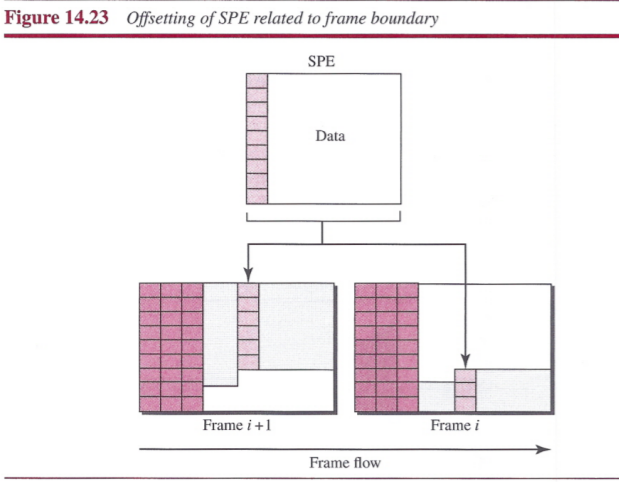 Figure 14.23 Offsetting of SPE related to frame boundary
SPE
Data
Frame i+1
Frame i
Frame flow